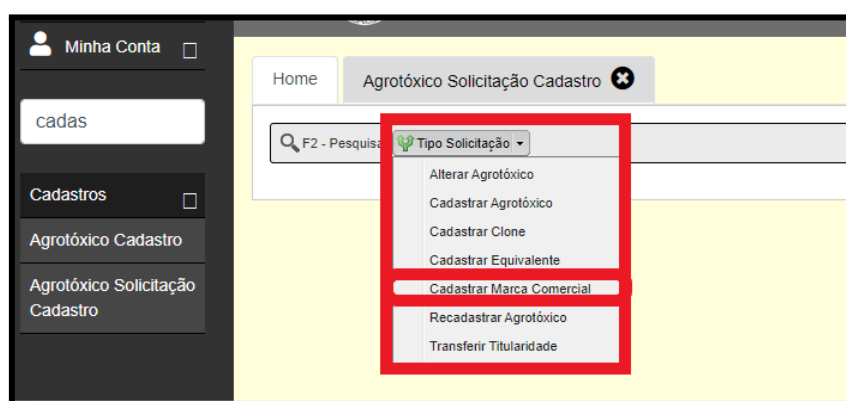 Minha Conta
cadas
Cadastros
Agrotóxico Cadastro
Agrotóxico Solicitação
Cadastro
Home
Agrotóxico Solicitação Cadastro
F2 - Pesquisa
Tipo Solicitação
Alterar Agrotóxico
Cadastrar Agrotóxico
Cadastrar Clone
Cadastrar Equivalente
Cadastrar Marca Comercial
Recadastrar Agrotóxico
Transferir Titularidade